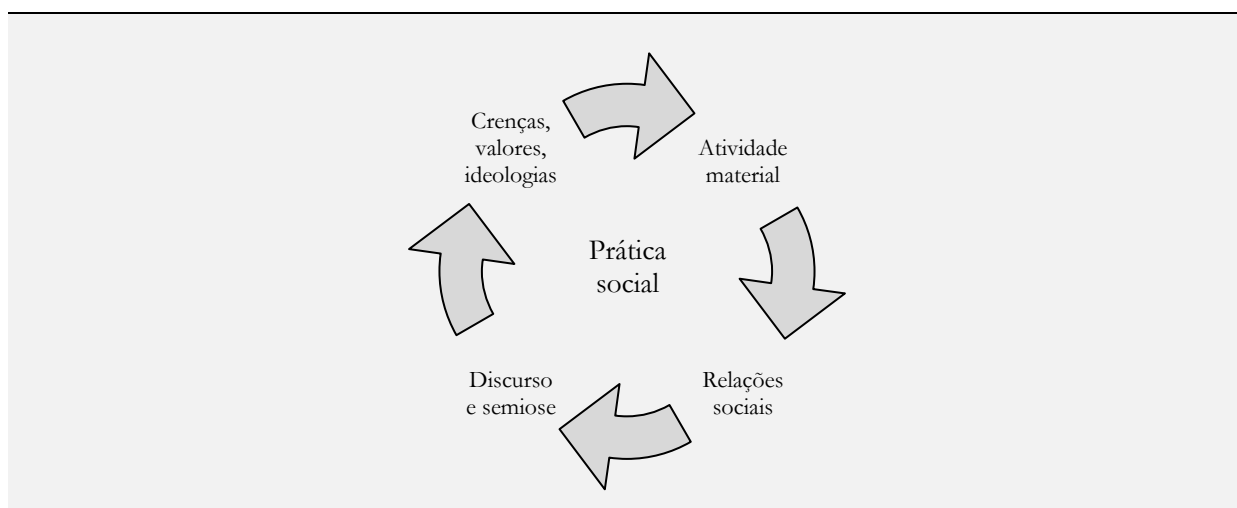 Crenças,
valores,
ideologias
Atividade
material
Prática
social
Discurso
e semiose
Relações
sociais